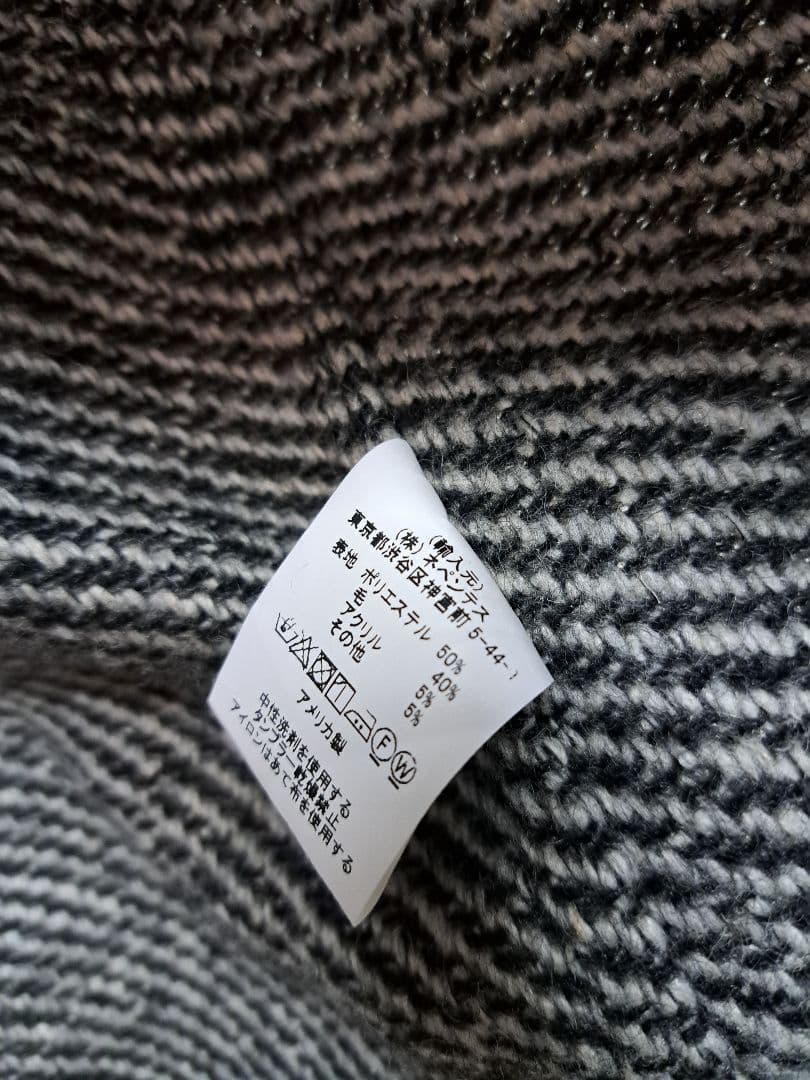 (輸入元)
(株)ネペンテス
東京都渋谷区神宮前 5-44-1
表地 ポリエステル 50%
毛 40%
アクリル 5%
その他 5%
F W
アメリカ製
中性洗剤を使用する
タンブラー乾燥禁止
アイロンはあて布を使用する